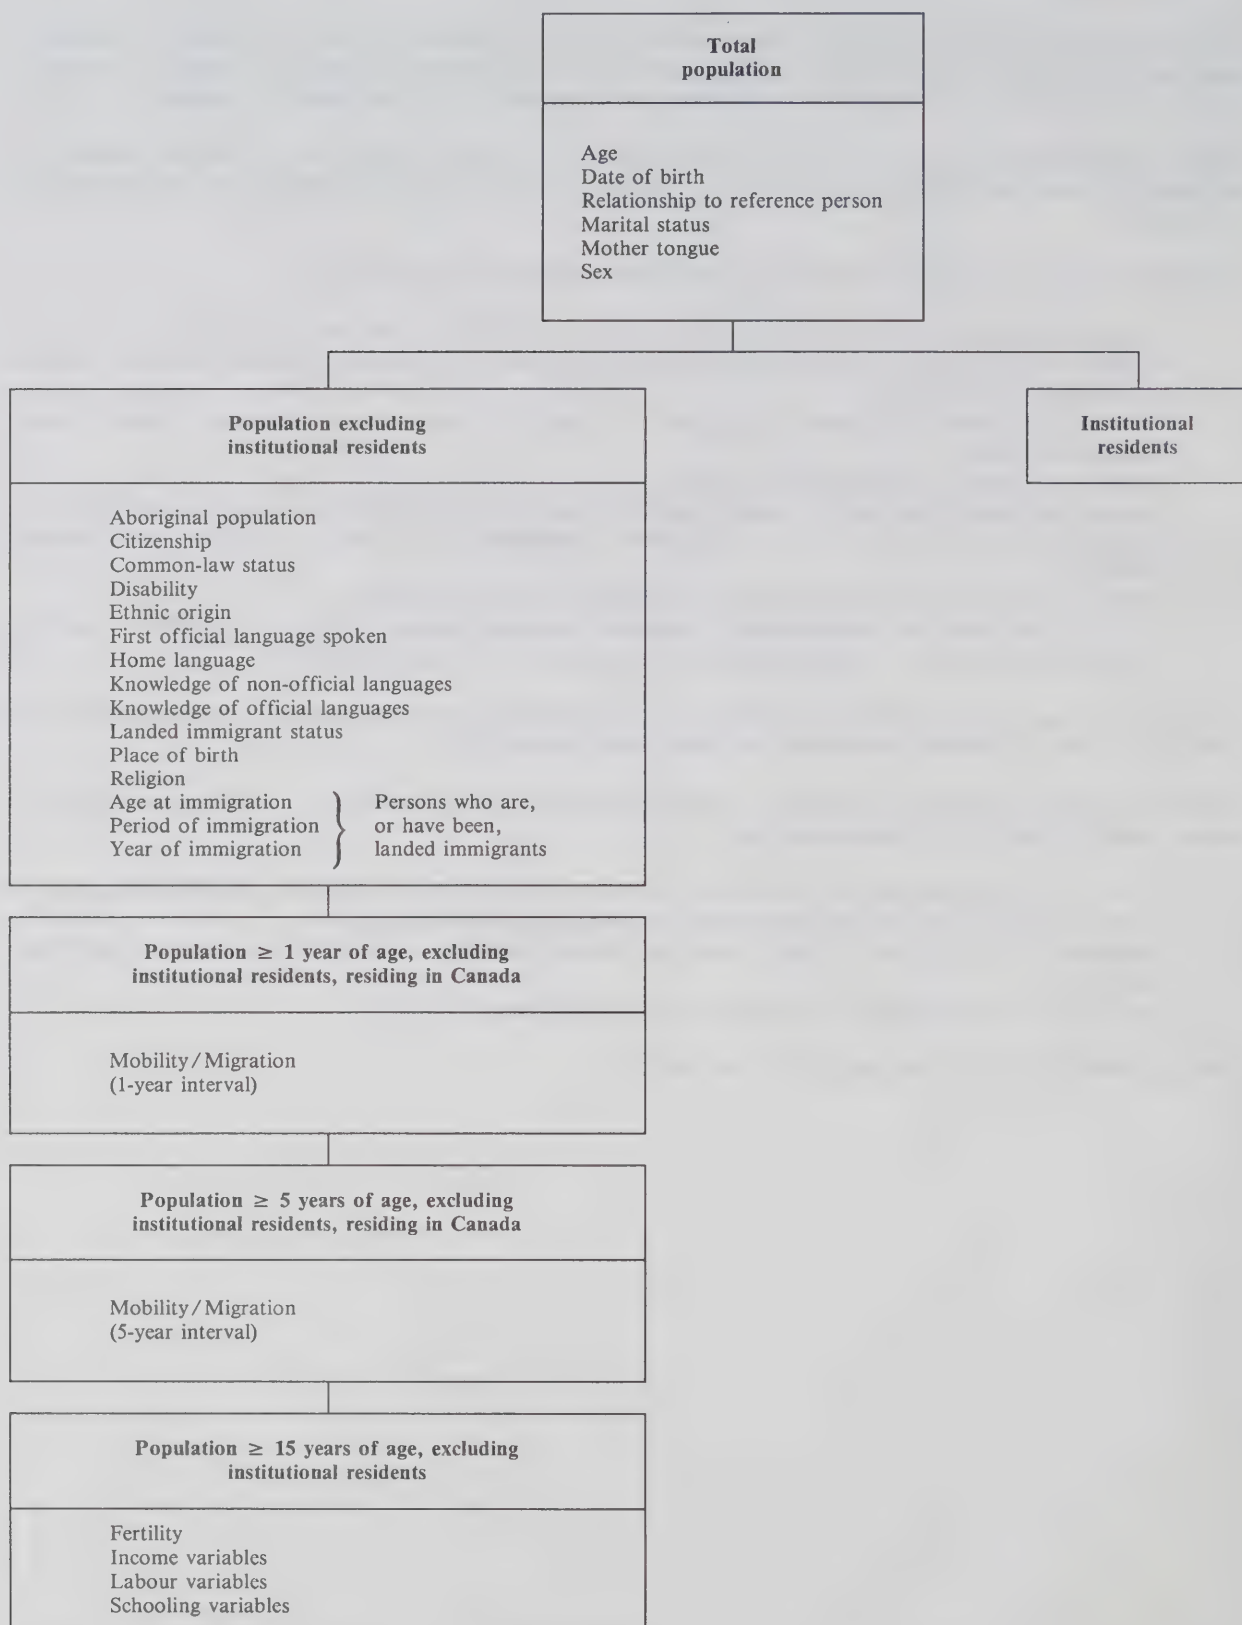 Total
population
Age
Date of birth
Relationship to reference person
Marital status
Mother tongue
Sex
Population excluding
institutional residents
Institutional
residents
Aboriginal population
Citizenship
Common-law status
Disability
Ethnic origin
First official language spoken
Home language
Knowledge of non-official languages
Knowledge of official languages
Landed immigrant status
Place of birth
Religion
Age at immigration
Period of immigration
Year of immigration
Persons who are,
or have been,
landed immigrants
Population ≥ 1 year of age, excluding
institutional residents, residing in Canada
Mobility/Migration
(1-year interval)
Population ≥ 5 years of age, excluding
institutional residents, residing in Canada
Mobility/Migration
(5-year interval)
Population ≥ 15 years of age, excluding
institutional residents
Fertility
Income variables
Labour variables
Schooling variables